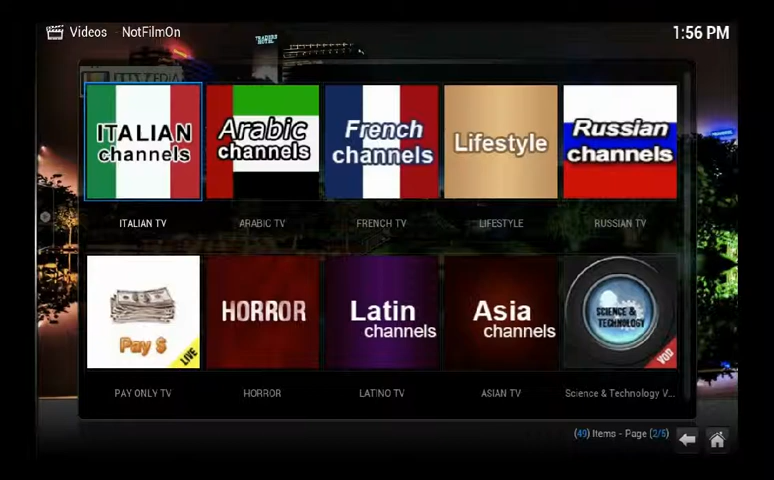 Videos - NotFilmOn
1:56 PM
TRADERS
HOTEL
ITALIAN
channels
Arabic
channels
French
channels
Lifestyle
Russian
channels
ITALIAN TV
ARABIC TV
FRENCH TV
LIFESTYLE
RUSSIAN TV
Pay $
LIVE
HORROR
Latin
channels
Asia
channels
SCIENCE &
TECHNOLOGY
VOD
PAY ONLY TV
HORROR
LATINO TV
ASIAN TV
Science & Technology V...
(49) Items - Page (2/5)